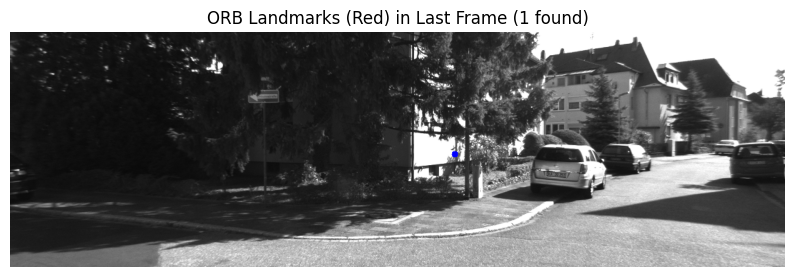 ORB Landmarks (Red) in Last Frame (1 found)